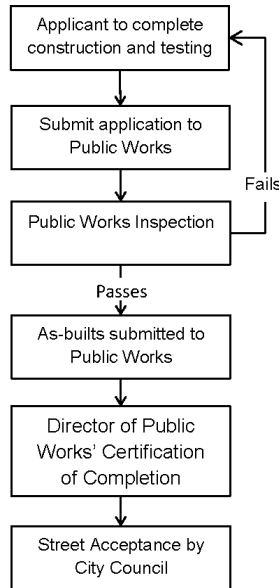 Applicant to complete
construction and testing
Submit application to
Public Works
Fails
Public Works Inspection
Passes
As-builts submitted to
Public Works
Director of Public
Works’ Certification
of Completion
Street Acceptance by
City Council